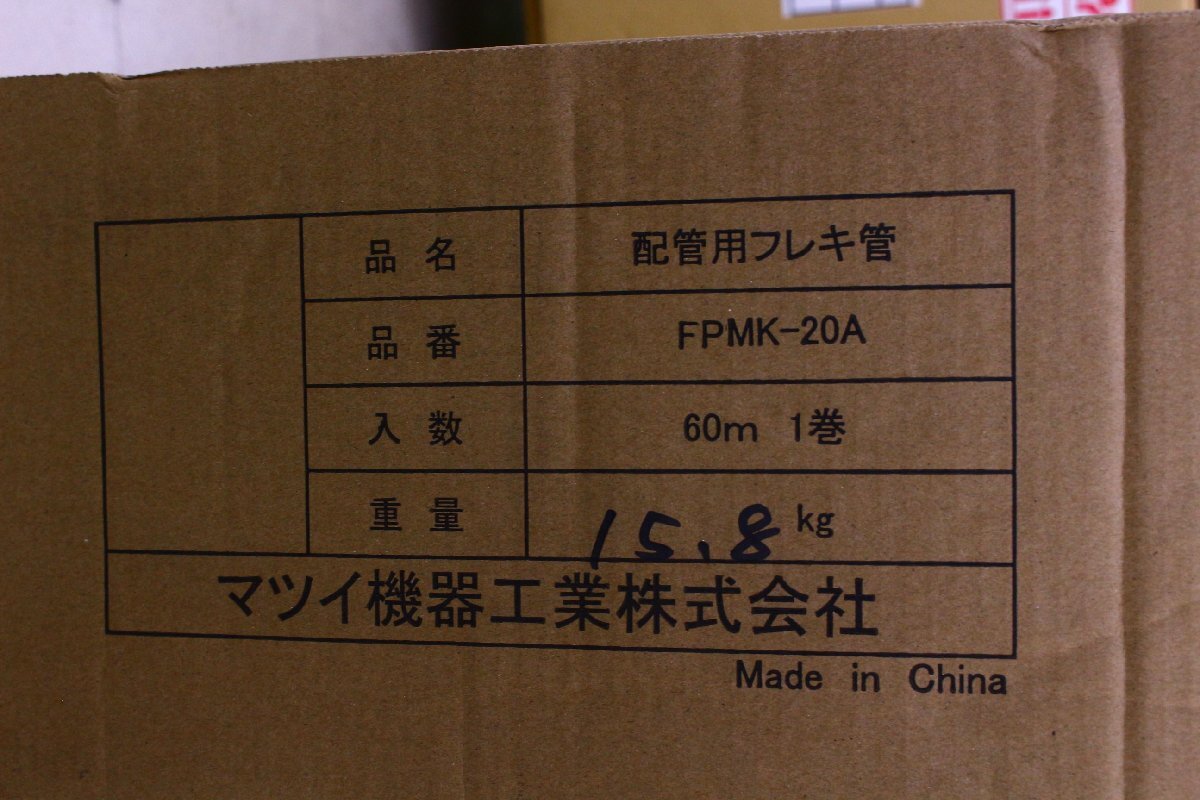 品名 配管用フレキ管
品番 FPMK-20A
入数 60m 1巻
重量 15.8 kg
マツイ機器工業株式会社
Made in China